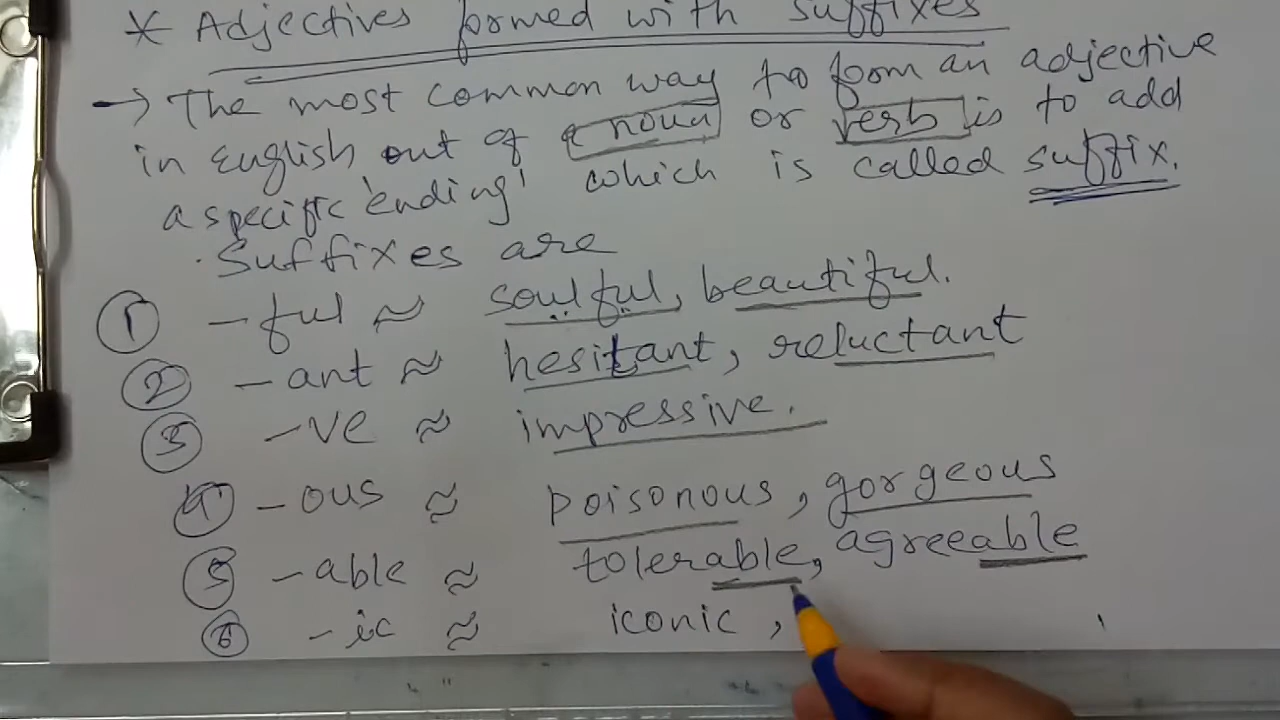 * Adjectives formed with suffixes
→ The most common way to form an adjective
in English out of a noun or verb is to add
a specific 'ending' which is called suffix.
. Suffixes are
1 - ful ≈ soulful, beautiful.
2 - ant ≈ hesitant, reluctant
3 - ve ≈ impressive.
4 - ous ≈ poisonous, gorgeous
5 - able ≈ tolerable, agreeable
6 - ic ≈ iconic,